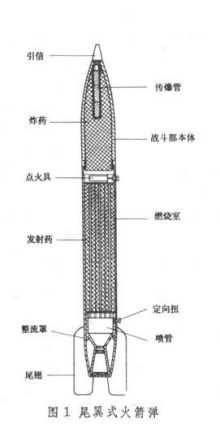 引信
传爆管
炸药
战斗部本体
点火具
燃烧室
发射药
定向扭
整流罩
喷管
尾翅
图1 尾翼式火箭弹